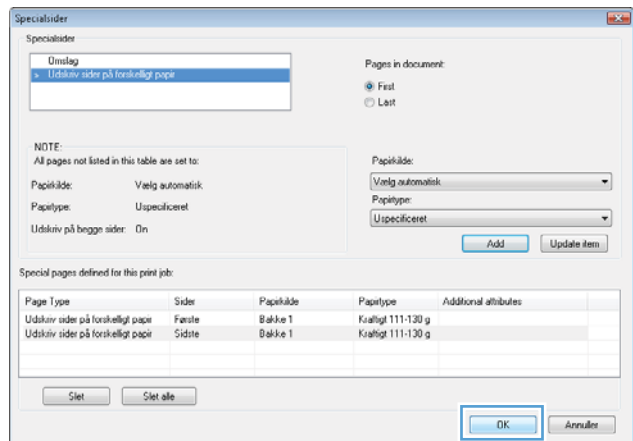 Specialsider
Specialsider
Omslag
» Udskriv sider på forskelligt papir
Pages in document:
First
Last
NOTE:
All pages not listed in this table are set to:
Papirkilde: Vælg automatisk
Papirtype: Uspecificeret
Udskriv på begge sider: On
Papirkilde:
Vælg automatisk
Papirtype:
Uspecificeret
Add Update item
Special pages defined for this print job:
Page Type Sider Papirkilde Papirtype Additional attributes
Udskriv sider på forskelligt papir Første Bakke 1 Kraftigt 111-130 g
Udskriv sider på forskelligt papir Sidste Bakke 1 Kraftigt 111-130 g
Slet Slet alle
OK Annuller